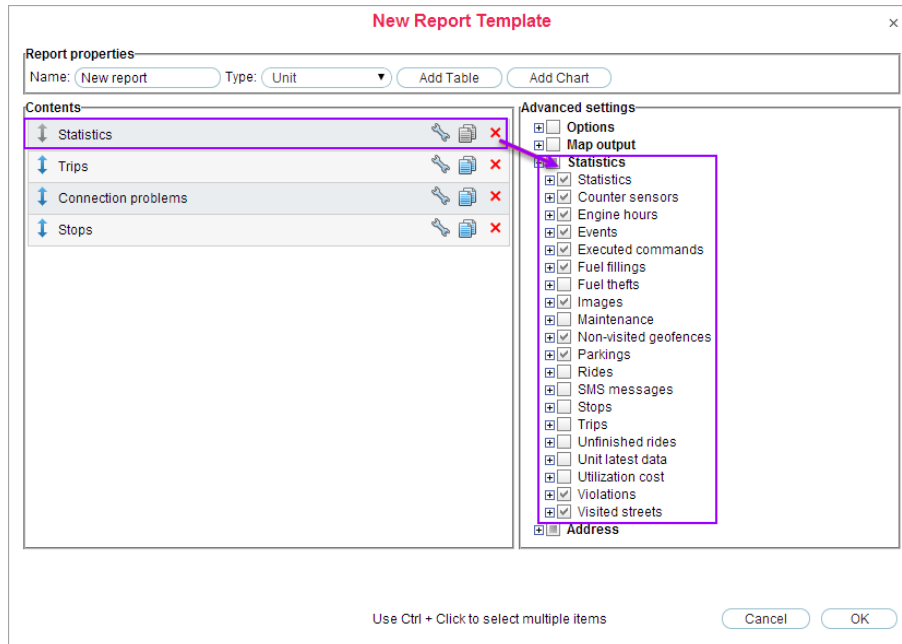 New Report Template
Report properties
Name: New report Type: Unit Add Table Add Chart
Contents
Statistics
Trips
Connection problems
Stops
Advanced settings
Options
Map output
Statistics
Statistics
Counter sensors
Engine hours
Events
Executed commands
Fuel fillings
Fuel thefts
Images
Maintenance
Non-visited geofences
Parkings
Rides
SMS messages
Stops
Trips
Unfinished rides
Unit latest data
Utilization cost
Violations
Visited streets
Address
Use Ctrl + Click to select multiple items Cancel OK